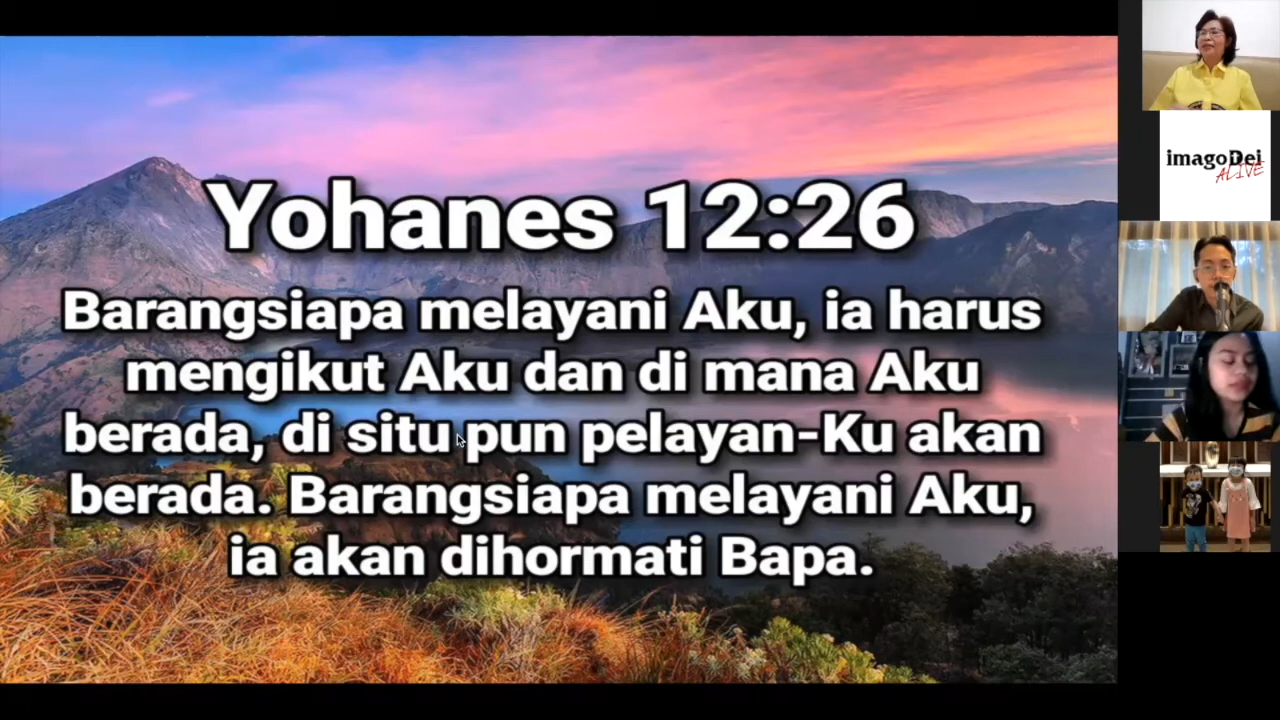 Yohanes 12:26
Barangsiapa melayani Aku, ia harus
mengikut Aku dan di mana Aku
berada, di situ pun pelayan-Ku akan
berada. Barangsiapa melayani Aku,
ia akan dihormati Bapa.
imagoDei
ALIVE